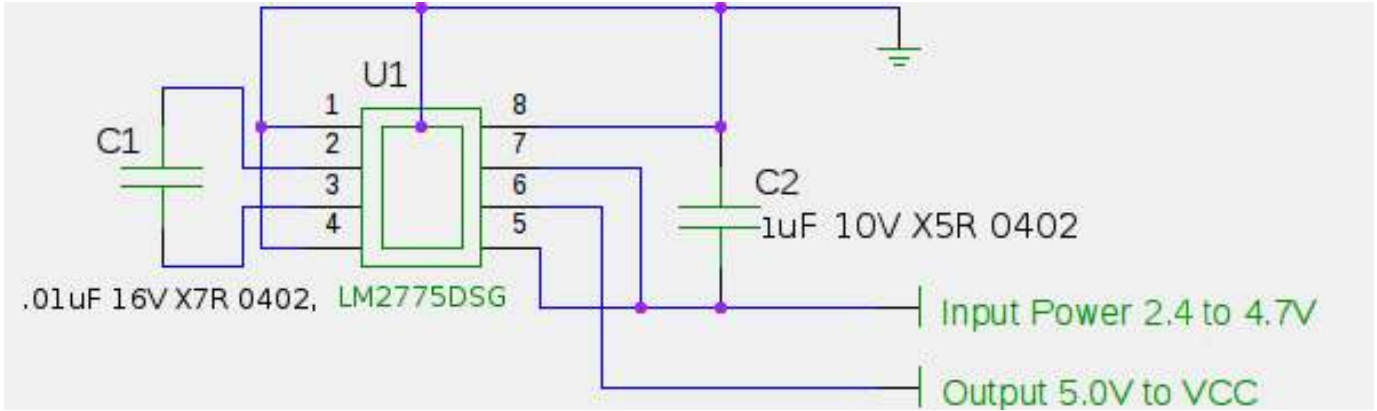 U1
1
2
3
4
8
7
6
5
C1
.01uF 16V X7R 0402,
LM2775DSG
C2
1uF 10V X5R 0402
Input Power 2.4 to 4.7V
Output 5.0V to VCC